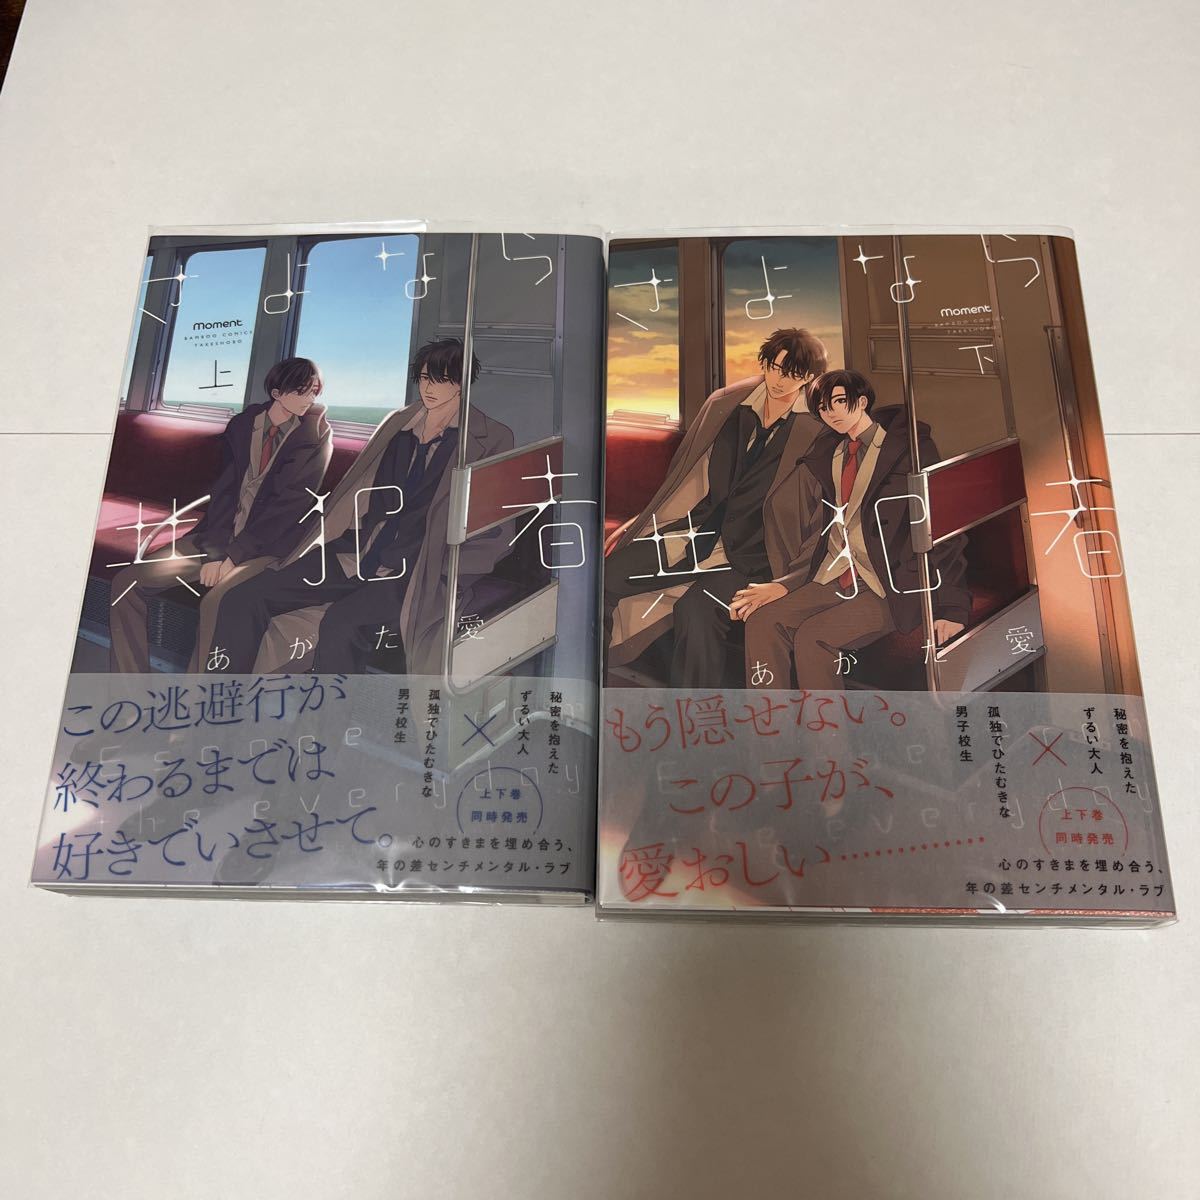 さよなら
moment
BAMBOO COMICS
TAKESHOBO
上
共犯者
あがた愛
この逃避行が
終わるまでは
好きでいさせて。
秘密を抱えた
ずるい大人
×
孤独でひたむきな
男子校生
上下巻
同時発売
心のすきまを埋め合う、
年の差センチメンタル・ラブ
Escape from
the everyday
さよなら
moment
BAMBOO COMICS
TAKESHOBO
下
共犯者
あがた愛
もう隠せない。
この子が、
愛おしい…………
秘密を抱えた
ずるい大人
×
孤独でひたむきな
男子校生
上下巻
同時発売
心のすきまを埋め合う、
年の差センチメンタル・ラブ